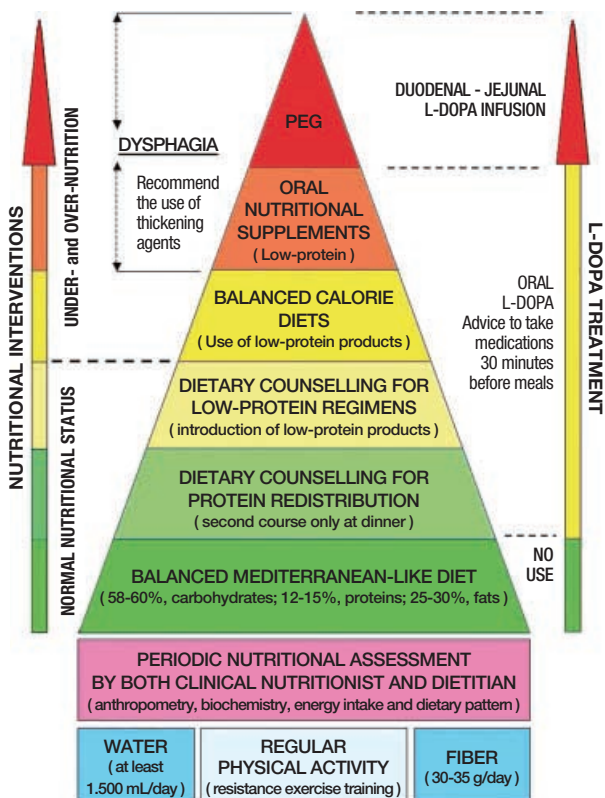 NUTRITIONAL INTERVENTIONS
UNDER- and OVER-NUTRITION
NORMAL NUTRITIONAL STATUS
DYSPHAGIA
Recommend
the use of
thickening
agents
PEG
ORAL
NUTRITIONAL
SUPPLEMENTS
( Low-protein )
BALANCED CALORIE
DIETS
( Use of low-protein products )
DIETARY COUNSELLING FOR
LOW-PROTEIN REGIMENS
(introduction of low-protein products )
DIETARY COUNSELLING FOR
PROTEIN REDISTRIBUTION
(second course only at dinner )
BALANCED MEDITERRANEAN-LIKE DIET
( 58-60%, carbohydrates; 12-15%, proteins; 25-30%, fats )
DUODENAL - JEJUNAL
L-DOPA INFUSION
ORAL
L-DOPA
Advice to take
medications
30 minutes
before meals
NO
USE
L-DOPA TREATMENT
PERIODIC NUTRITIONAL ASSESSMENT
BY BOTH CLINICAL NUTRITIONIST AND DIETITIAN
( anthropometry, biochemistry, energy intake and dietary pattern )
WATER
( at least
1.500 mL/day )
REGULAR
PHYSICAL ACTIVITY
( resistance exercise training )
FIBER
( 30-35 g/day )